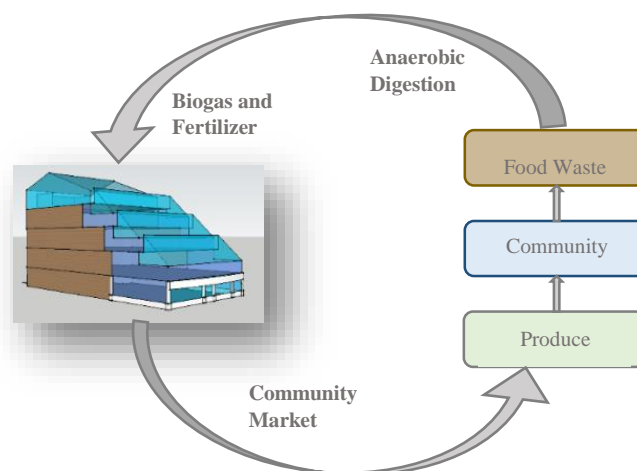 Anaerobic
Digestion
Biogas and
Fertilizer
Food Waste
Community
Produce
Community
Market